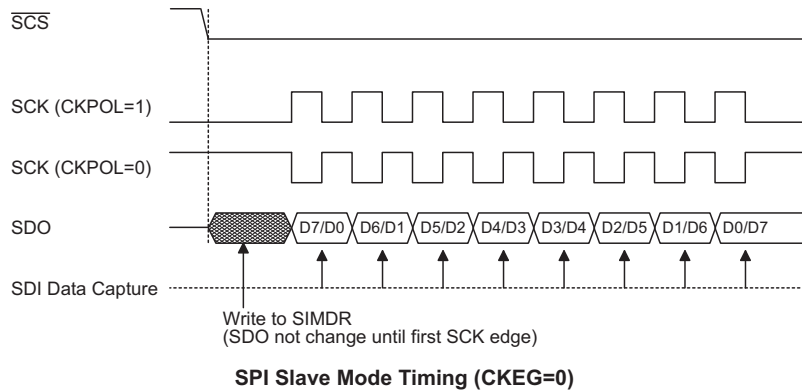 SCS
SCK (CKPOL=1)
SCK (CKPOL=0)
SDO D7/D0 D6/D1 D5/D2 D4/D3 D3/D4 D2/D5 D1/D6 D0/D7
SDI Data Capture
Write to SIMDR
(SDO not change until first SCK edge)
SPI Slave Mode Timing (CKEG=0)